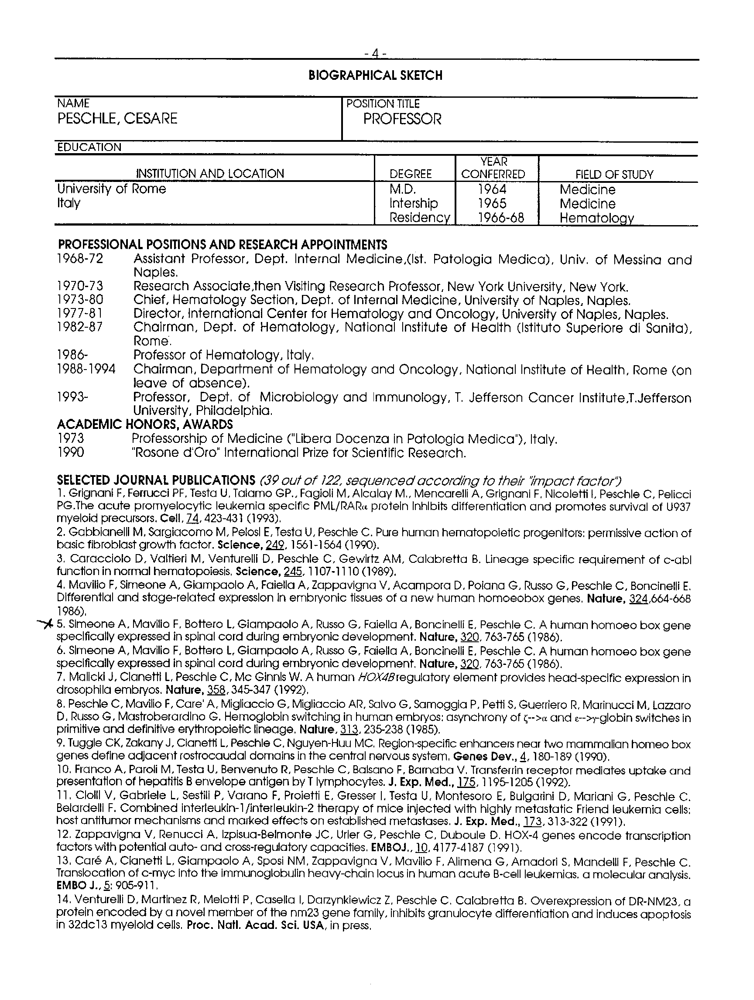 - 4 -
BIOGRAPHICAL SKETCH
NAME
PESCHLE, CESARE
POSITION TITLE
PROFESSOR
EDUCATION
INSTITUTION AND LOCATION DEGREE YEAR CONFERRED FIELD OF STUDY
University of Rome M.D. 1964 Medicine
Italy Intership 1965 Medicine
Residency 1966-68 Hematology
PROFESSIONAL POSITIONS AND RESEARCH APPOINTMENTS
1968-72 Assistant Professor, Dept. Internal Medicine,(Ist. Patologia Medica), Univ. of Messina and
Naples.
1970-73 Research Associate,then Visiting Research Professor, New York University, New York.
1973-80 Chief, Hematology Section, Dept. of Internal Medicine, University of Naples, Naples.
1977-81 Director, International Center for Hematology and Oncology, University of Naples, Naples.
1982-87 Chairman, Dept. of Hematology, National Institute of Health (Istituto Superiore di Sanita),
Rome.
1986- Professor of Hematology, Italy.
1988-1994 Chairman, Department of Hematology and Oncology, National Institute of Health, Rome (on
leave of absence).
1993- Professor, Dept. of Microbiology and Immunology, T. Jefferson Cancer Institute,T.Jefferson
University, Philadelphia.
ACADEMIC HONORS, AWARDS
1973 Professorship of Medicine ("Libera Docenza in Patologia Medica"), Italy.
1990 "Rosone d'Oro" International Prize for Scientific Research.
SELECTED JOURNAL PUBLICATIONS (39 out of 122, sequenced according to their "impact factor")
1. Grignani F, Ferrucci PF, Testa U, Talamo GP., Fagioli M, Alcalay M., Mencarelli A, Grignani F, Nicoletti I, Peschle C, Pelicci
PG.The acute promyelocytic leukemia specific PML/RARα protein inhibits differentiation and promotes survival of U937
myeloid precursors. Cell, 74, 423-431 (1993).
2. Gabbianelli M, Sargiacomo M, Pelosi E, Testa U, Peschle C. Pure human hematopoietic progenitors: permissive action of
basic fibroblast growth factor. Science, 249, 1561-1564 (1990).
3. Caracciolo D, Valtieri M, Venturelli D, Peschle C, Gewirtz AM, Calabretta B. Lineage specific requirement of c-abl
function in normal hematopoiesis. Science, 245, 1107-1110 (1989).
4. Mavilio F, Simeone A, Giampaolo A, Faiella A, Zappavigna V, Acampora D, Poiana G, Russo G, Peschle C, Boncinelli E.
Differential and stage-related expression in embryonic tissues of a new human homoeobox genes. Nature, 324,664-668
1986),
5. Simeone A, Mavilio F, Bottero L, Giampaolo A, Russo G, Faiella A, Boncinelli E, Peschle C. A human homoeo box gene
specifically expressed in spinal cord during embryonic development. Nature, 320, 763-765 (1986).
6. Simeone A, Mavilio F, Bottero L, Giampaolo A, Russo G, Faiella A, Boncinelli E, Peschle C. A human homoeo box gene
specifically expressed in spinal cord during embryonic development. Nature, 320, 763-765 (1986).
7. Malicki J, Cianetti L, Peschle C, Mc Ginnis W. A human HOX4B regulatory element provides head-specific expression in
drosophila embryos. Nature, 358, 345-347 (1992).
8. Peschle C, Mavilio F, Care' A, Migliaccio G, Migliaccio AR, Salvo G, Samoggia P, Petti S, Guerriero R, Marinucci M, Lazzaro
D, Russo G, Mastroberardino G. Hemoglobin switching in human embryos: asynchrony of ζ-->α and ε-->γ-globin switches in
primitive and definitive erythropoietic lineage. Nature, 313, 235-238 (1985).
9. Tuggle CK, Zakany J, Cianetti L, Peschle C, Nguyen-Huu MC. Region-specific enhancers near two mammalian homeo box
genes define adjacent rostrocaudal domains in the central nervous system. Genes Dev., 4, 180-189 (1990).
10. Franco A, Paroli M, Testa U, Benvenuto R, Peschle C, Balsano F, Barnaba V. Transferrin receptor mediates uptake and
presentation of hepatitis B envelope antigen by T lymphocytes. J. Exp. Med., 175, 1195-1205 (1992).
11. Ciolli V, Gabriele L, Sestili P, Varano F, Proietti E, Gresser I, Testa U, Montesoro E, Bulgarini D, Mariani G, Peschle C,
Belardelli F. Combined interleukin-1/interleukin-2 therapy of mice injected with highly metastatic Friend leukemia cells:
host antitumor mechanisms and marked effects on established metastases. J. Exp. Med., 173, 313-322 (1991).
12. Zappavigna V, Renucci A, Izpisua-Belmonte JC, Urier G, Peschle C, Duboule D. HOX-4 genes encode transcription
factors with potential auto- and cross-regulatory capacities. EMBOJ., 10, 4177-4187 (1991).
13. Caré A, Cianetti L, Giampaolo A, Sposi NM, Zappavigna V, Mavilio F, Alimena G, Amadori S, Mandelli F, Peschle C.
Translocation of c-myc into the immunoglobulin heavy-chain locus in human acute B-cell leukemias. a molecular analysis.
EMBO J., 5: 905-911.
14. Venturelli D, Martinez R, Melotti P, Casella I, Darzynkiewicz Z, Peschle C, Calabretta B. Overexpression of DR-NM23, a
protein encoded by a novel member of the nm23 gene family, inhibits granulocyte differentiation and induces apoptosis
in 32dc13 myeloid cells. Proc. Natl. Acad. Sci. USA, in press.